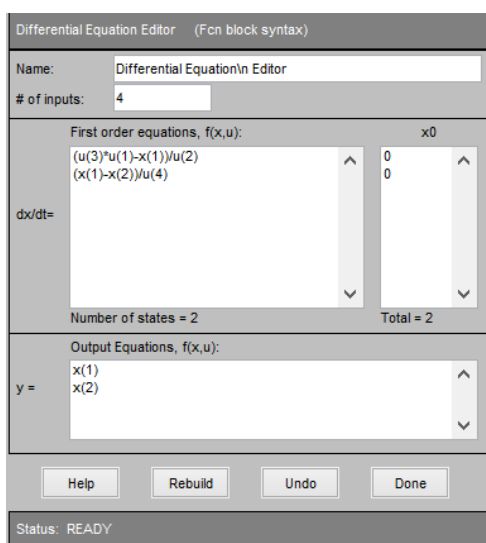 Differential Equation Editor (Fcn block syntax)
Name: Differential Equation\n Editor
# of inputs: 4
First order equations, f(x,u): x0
(u(3)*u(1)-x(1))/u(2) 0
(x(1)-x(2))/u(4) 0
dx/dt=
Number of states = 2 Total = 2
Output Equations, f(x,u):
x(1)
y = x(2)
Help Rebuild Undo Done
Status: READY